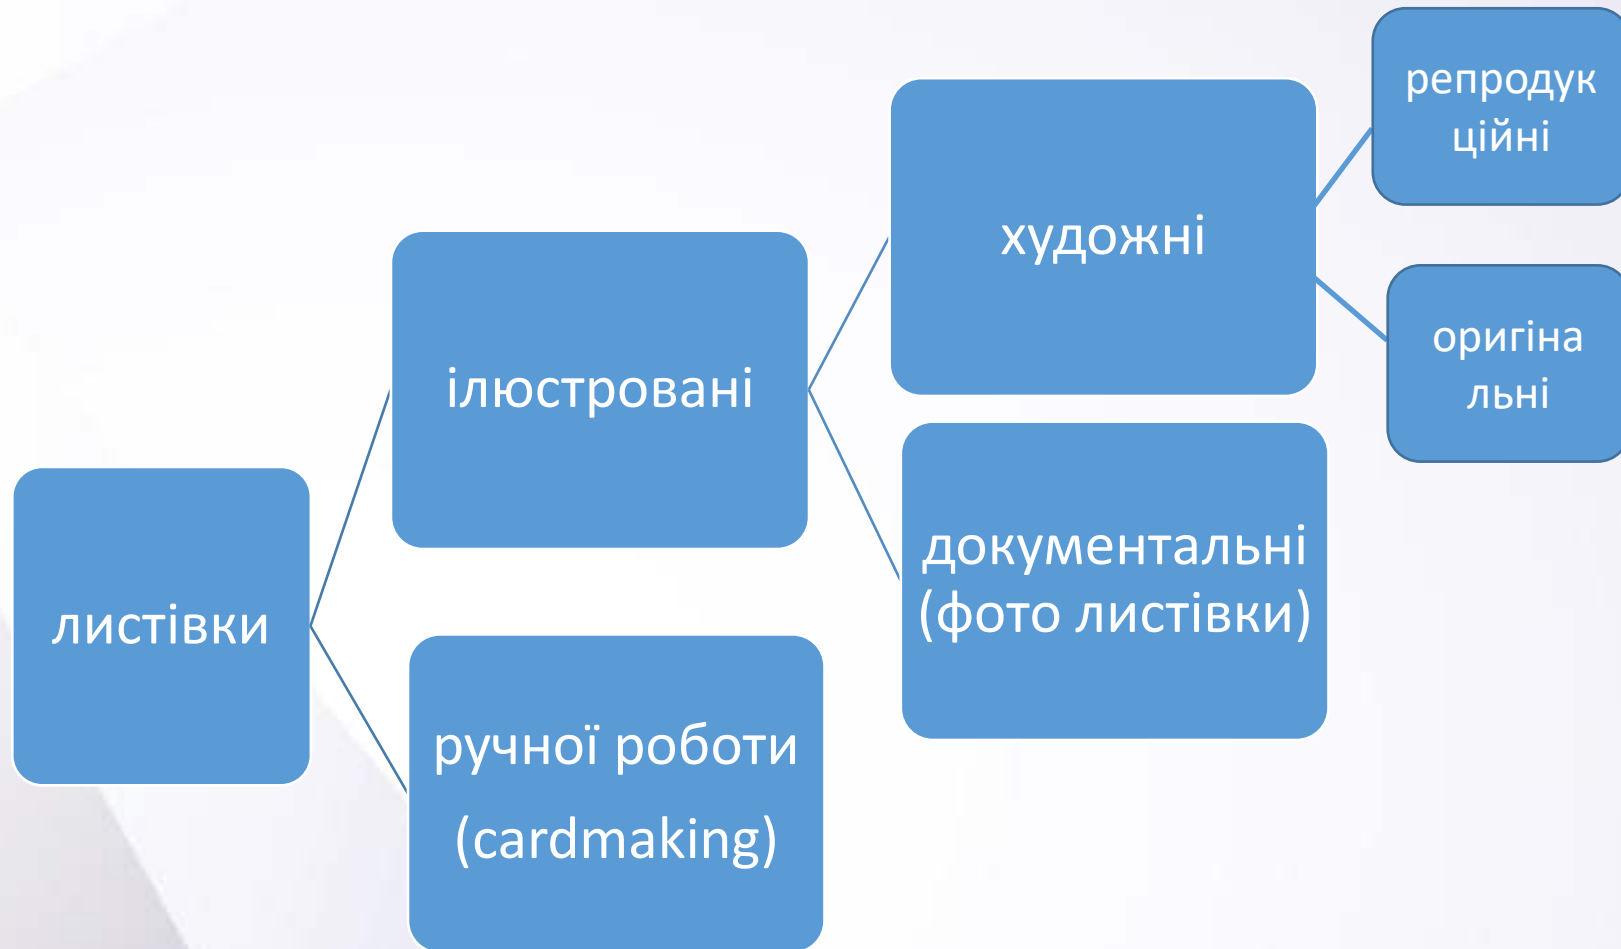 листівки
ілюстровані
ручної роботи
(cardmaking)
художні
документальні
(фото листівки)
репродук
ційні
оригіна
льні